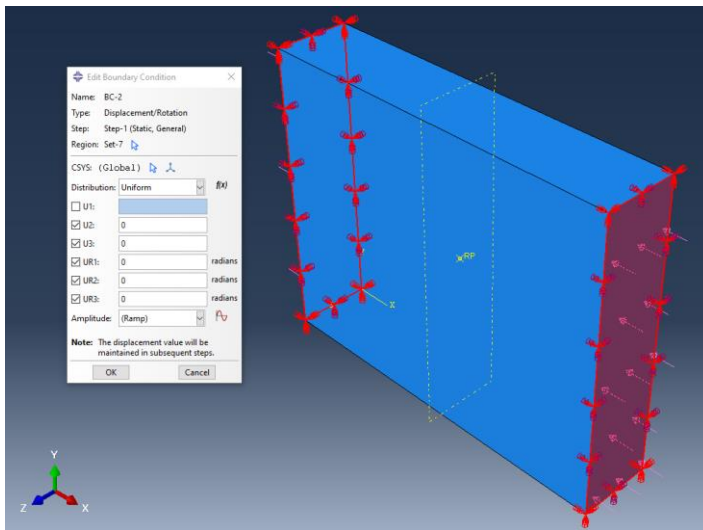 Edit Boundary Condition
Name: BC-2
Type: Displacement/Rotation
Step: Step-1 (Static, General)
Region: Set-7
CSYS: (Global)
Distribution: Uniform f(x)
U1:
U2: 0
U3: 0
UR1: 0 radians
UR2: 0 radians
UR3: 0 radians
Amplitude: (Ramp)
Note: The displacement value will be
maintained in subsequent steps.
OK Cancel
RP
X
Y
Z X